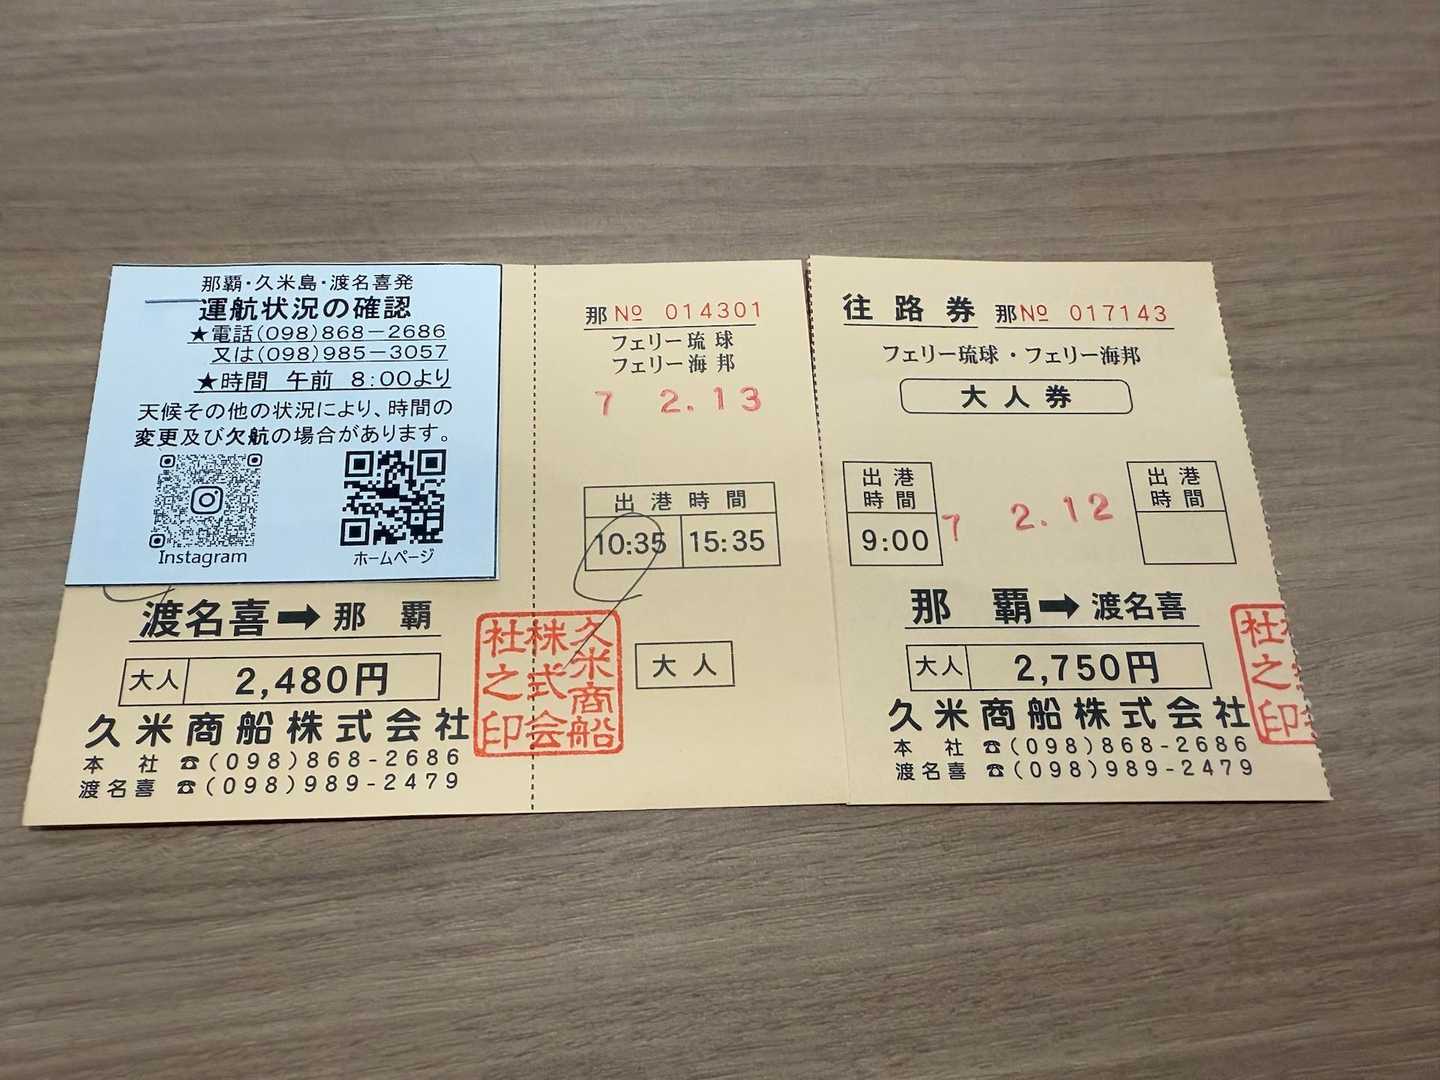 那覇・久米島・渡名喜発
運航状況の確認
★電話(098)868-2686
又は(098)985-3057
★時間 午前 8:00より
天候その他の状況により、時間の
変更及び欠航の場合があります。
Instagram
ホームページ
渡名喜➡那覇
大人 2,480円
久米商船株式会社
本社 ☎(098)868-2686
渡名喜 ☎(098)989-2479
久米商船
株式会
社之印
那 № 014301
フェリー琉球
フェリー海邦
7 2.13
出港時間
10:35 15:35
大人
往路券 那№ 017143
フェリー琉球・フェリー海邦
大人券
出港
時間
9:00
7 2.12
出港
時間
那覇➡渡名喜
大人 2,750円
久米商船株式会社
本社 ☎(098)868-2686
渡名喜 ☎(098)989-2479
社之印